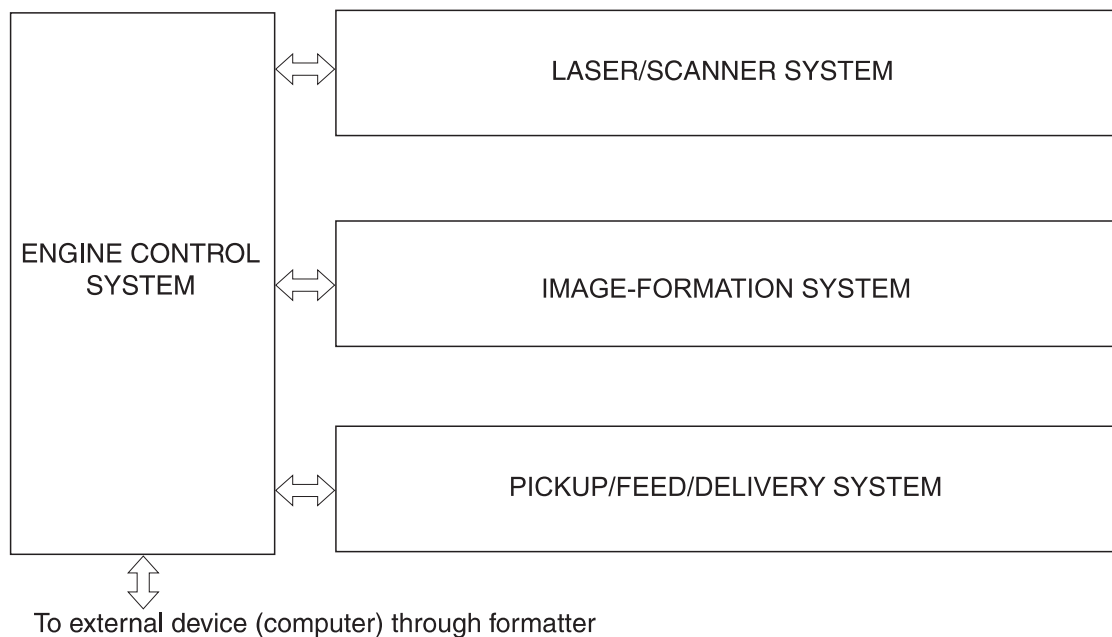 LASER/SCANNER SYSTEM
ENGINE CONTROL
SYSTEM
IMAGE-FORMATION SYSTEM
PICKUP/FEED/DELIVERY SYSTEM
To external device (computer) through formatter